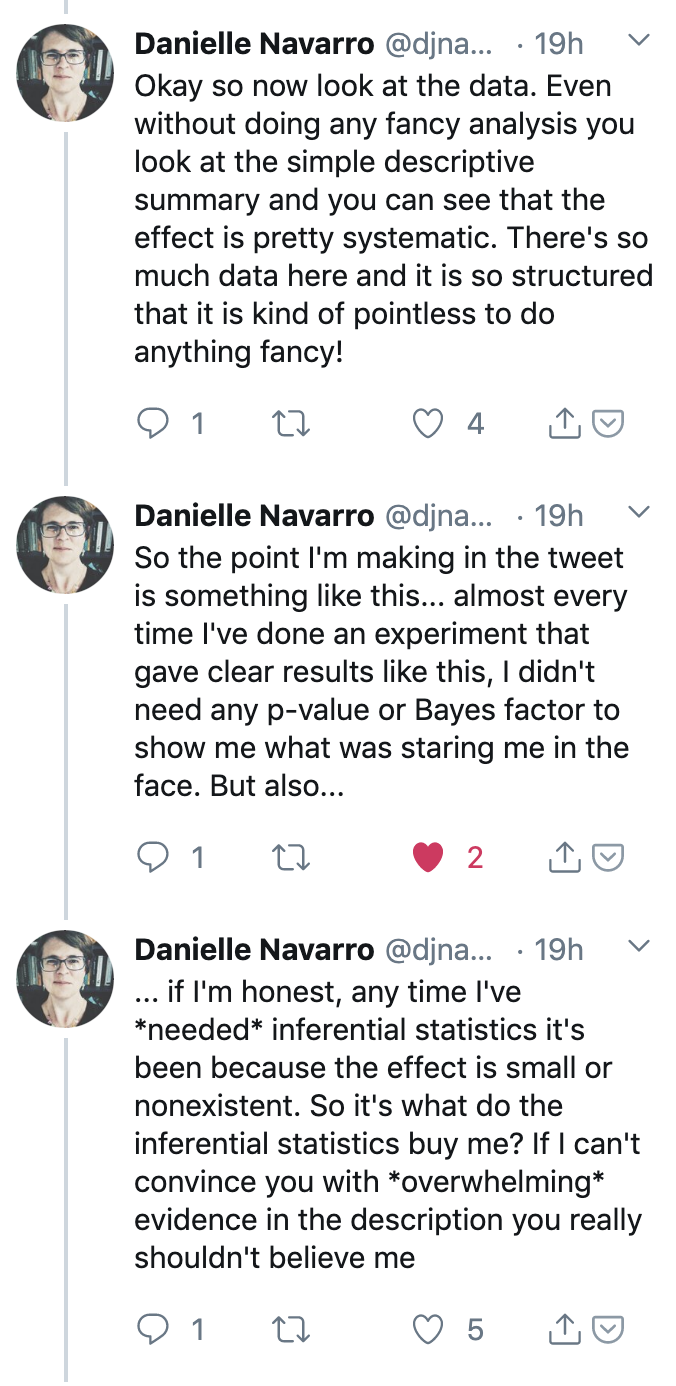 Danielle Navarro @djna... · 19h
Okay so now look at the data. Even
without doing any fancy analysis you
look at the simple descriptive
summary and you can see that the
effect is pretty systematic. There's so
much data here and it is so structured
that it is kind of pointless to do
anything fancy!
1 4
Danielle Navarro @djna... · 19h
So the point I'm making in the tweet
is something like this... almost every
time I've done an experiment that
gave clear results like this, I didn't
need any p-value or Bayes factor to
show me what was staring me in the
face. But also...
1 2
Danielle Navarro @djna... · 19h
... if I'm honest, any time I've
*needed* inferential statistics it's
been because the effect is small or
nonexistent. So it's what do the
inferential statistics buy me? If I can't
convince you with *overwhelming*
evidence in the description you really
shouldn't believe me
1 5